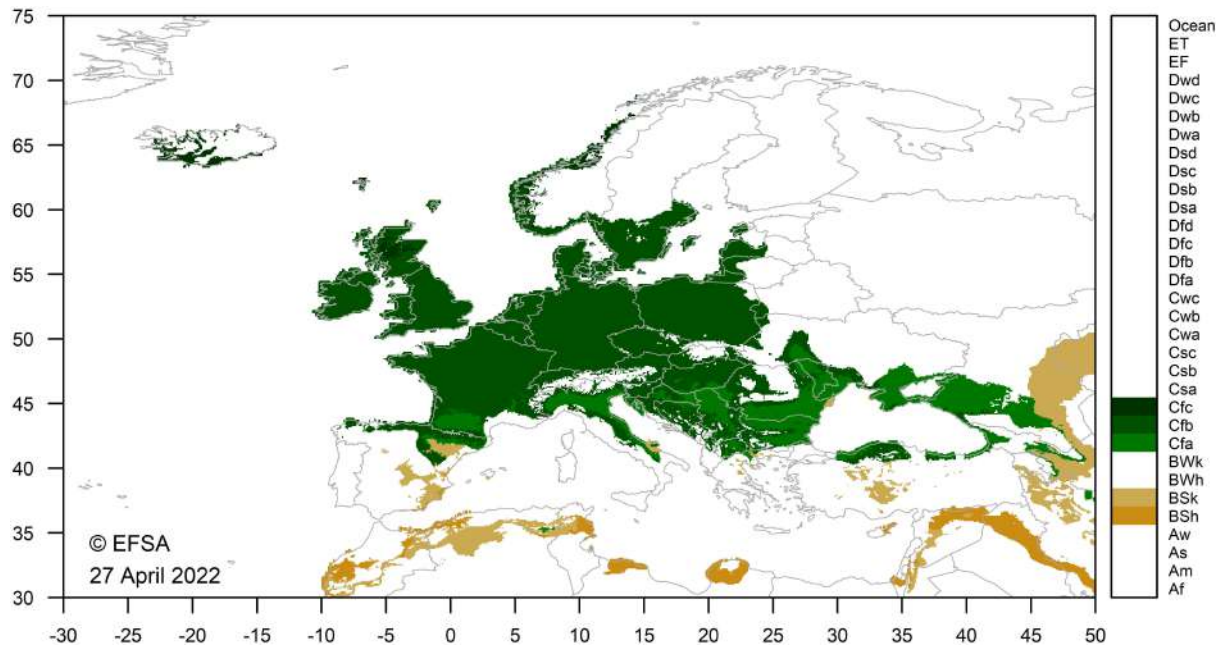 75
70
65
60
55
50
45
40
35
30
© EFSA
27 April 2022
-30 -25 -20 -15 -10 -5 0 5 10 15 20 25 30 35 40 45 50
Ocean
ET
EF
Dwd
Dwc
Dwb
Dwa
Dsd
Dsc
Dsb
Dsa
Dfd
Dfc
Dfb
Dfa
Cwc
Cwb
Cwa
Csc
Csb
Csa
Cfc
Cfb
Cfa
BWk
BWh
BSk
BSh
Aw
As
Am
Af